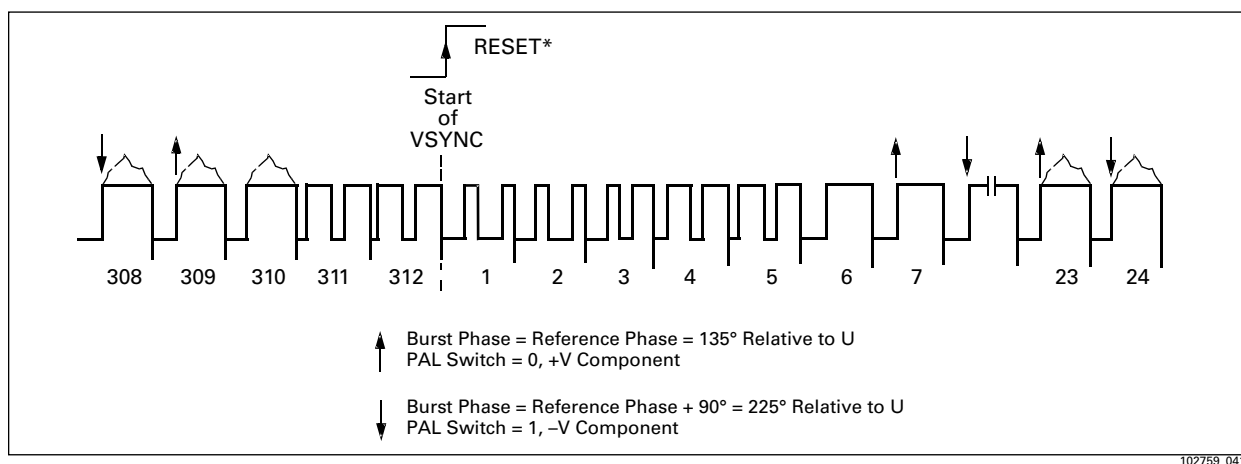 RESET*
Start
of
VSYNC
308 309 310 311 312 1 2 3 4 5 6 7 23 24
Burst Phase = Reference Phase = 135° Relative to U
PAL Switch = 0, +V Component
Burst Phase = Reference Phase + 90° = 225° Relative to U
PAL Switch = 1, –V Component